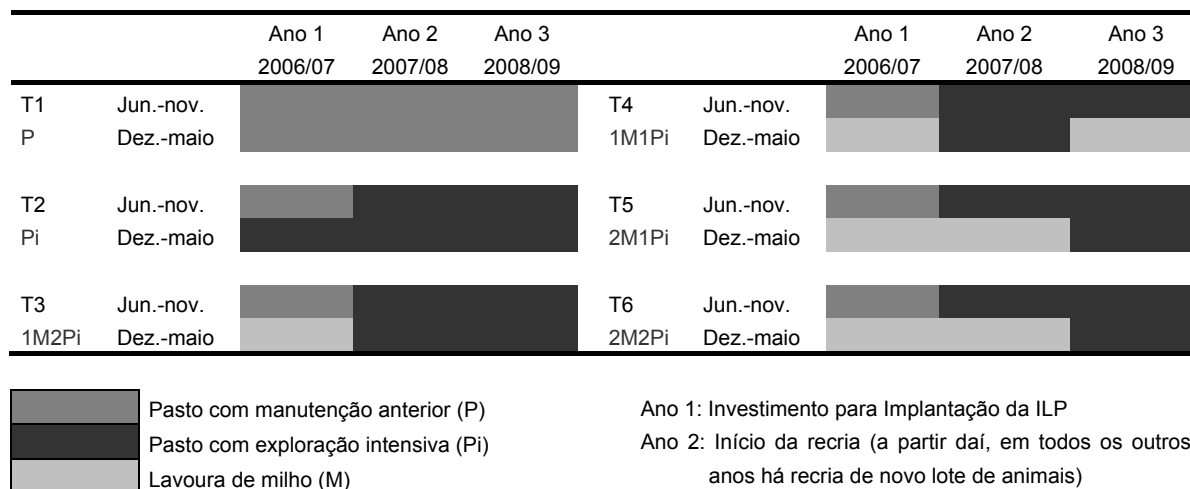 Ano 1 Ano 2 Ano 3 Ano 1 Ano 2 Ano 3
2006/07 2007/08 2008/09 2006/07 2007/08 2008/09
T1 Jun.-nov. T4 Jun.-nov.
P Dez.-maio 1M1Pi Dez.-maio
T2 Jun.-nov. T5 Jun.-nov.
Pi Dez.-maio 2M1Pi Dez.-maio
T3 Jun.-nov. T6 Jun.-nov.
1M2Pi Dez.-maio 2M2Pi Dez.-maio
Pasto com manutenção anterior (P)
Pasto com exploração intensiva (Pi)
Lavoura de milho (M)
Ano 1: Investimento para Implantação da ILP
Ano 2: Início da recria (a partir daí, em todos os outros
anos há recria de novo lote de animais)